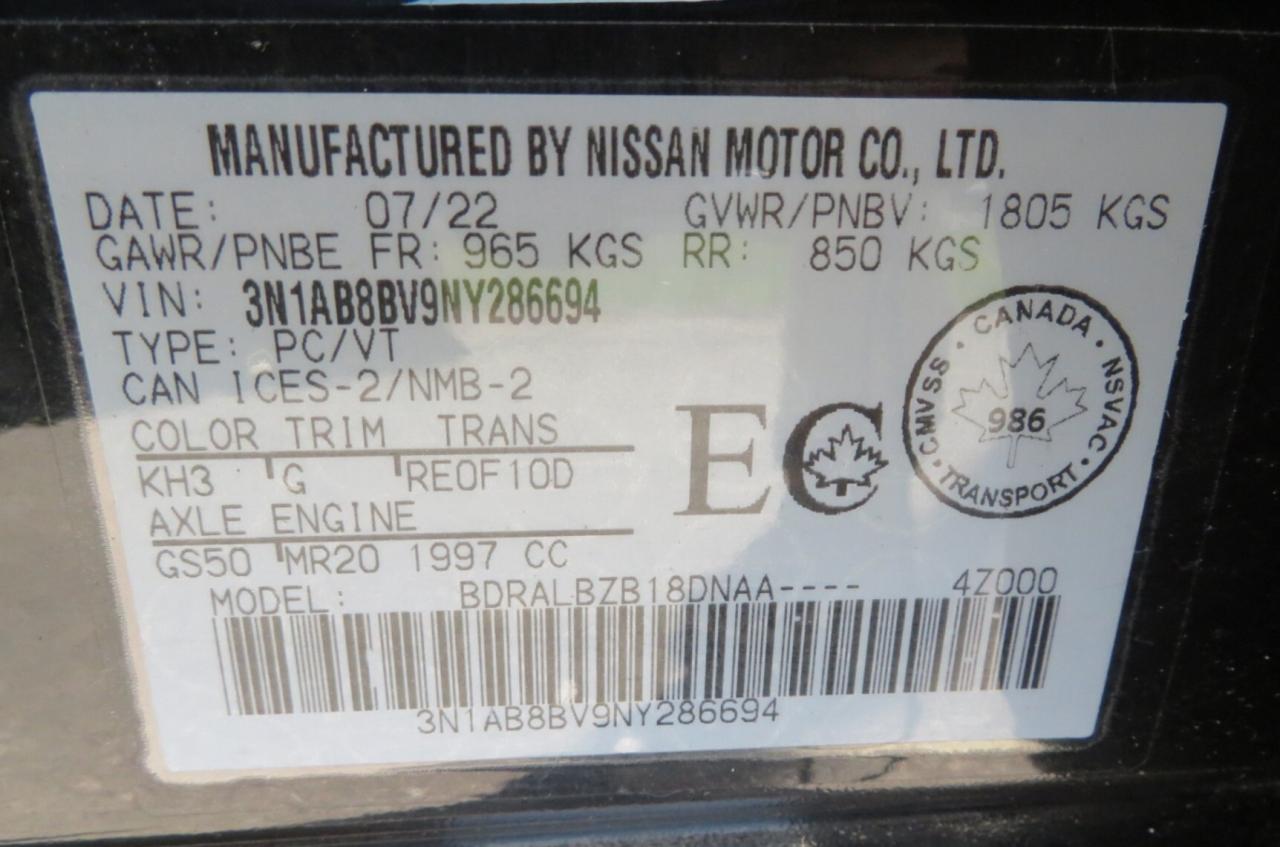 MANUFACTURED BY NISSAN MOTOR CO., LTD.
DATE: 07/22 GVWR/PNBV: 1805 KGS
GAWR/PNBE FR: 965 KGS RR: 850 KGS
VIN: 3N1AB8BV9NY286694
TYPE: PC/VT
CAN ICES-2/NMB-2
COLOR TRIM TRANS
KH3 G RE0F10D
AXLE ENGINE
GS50 MR20 1997 CC
EC
CANADA · NSVAC · TRANSPORT · CMVSS ·
986
MODEL: BDRALBZB18DNAA---- 4Z000
3N1AB8BV9NY286694